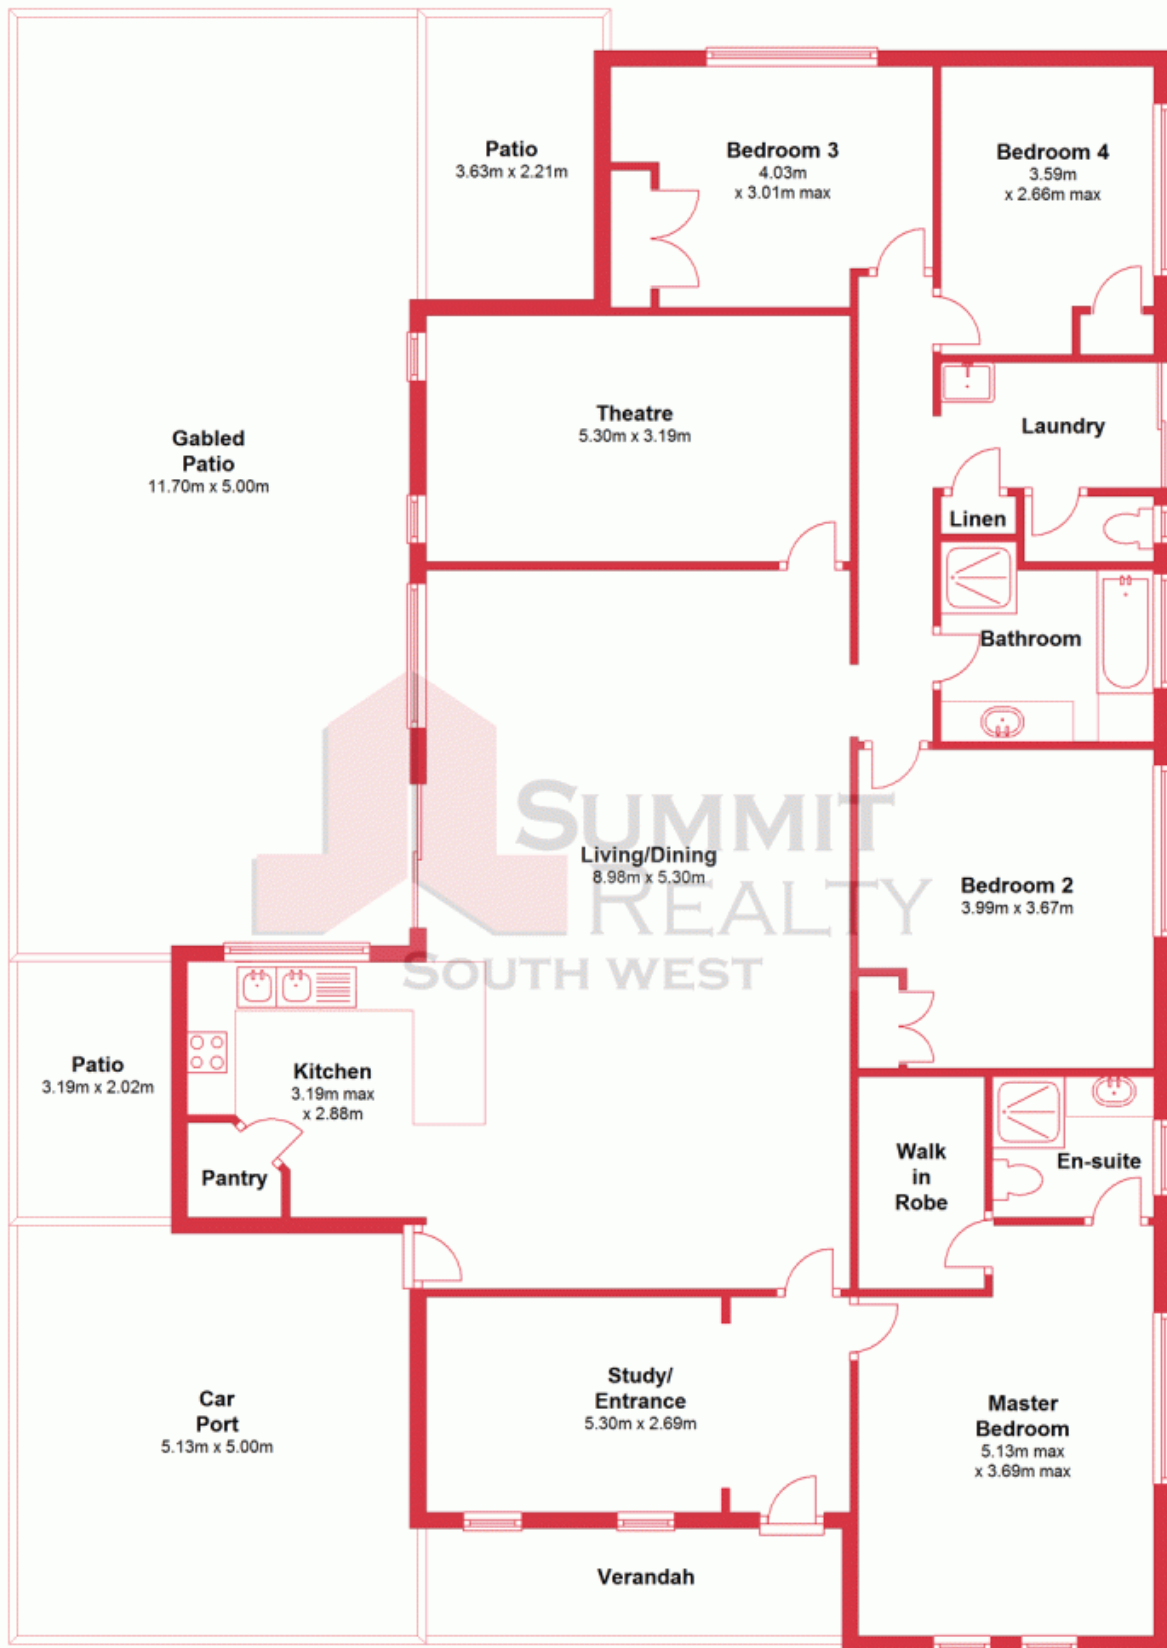 Patio
3.63m x 2.21m
Bedroom 3
4.03m
x 3.01m max
Bedroom 4
3.59m
x 2.66m max
Gabled
Patio
11.70m x 5.00m
Theatre
5.30m x 3.19m
Laundry
Linen
Bathroom
SUMMIT
REALTY
SOUTH WEST
Living/Dining
8.98m x 5.30m
Bedroom 2
3.99m x 3.67m
Patio
3.19m x 2.02m
Kitchen
3.19m max
x 2.88m
Pantry
Walk
in
Robe
En-suite
Car
Port
5.13m x 5.00m
Study/
Entrance
5.30m x 2.69m
Master
Bedroom
5.13m max
x 3.69m max
Verandah